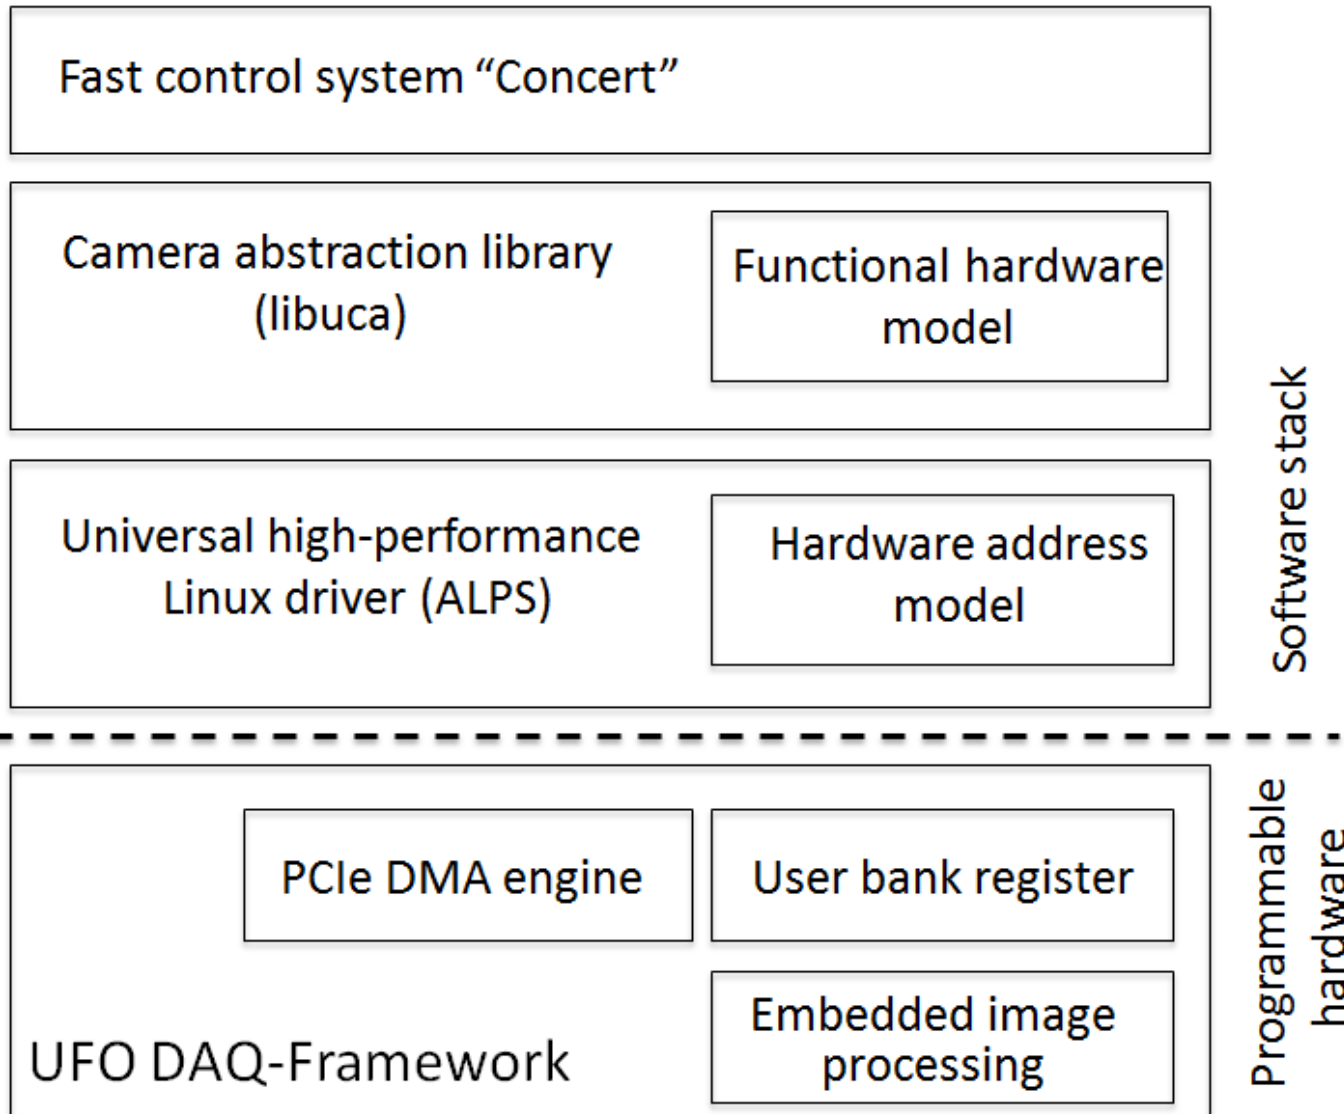 Fast control system “Concert”
Camera abstraction library
(libuca)
Functional hardware
model
Universal high-performance
Linux driver (ALPS)
Hardware address
model
Software stack
PCIe DMA engine
User bank register
Embedded image
processing
UFO DAQ-Framework
Programmable
hardware